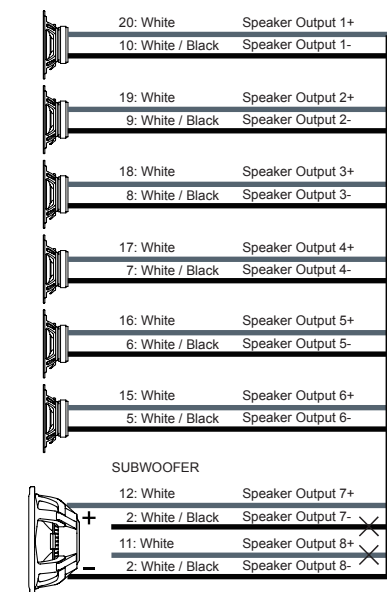 20: White Speaker Output 1+
10: White / Black Speaker Output 1-
19: White Speaker Output 2+
9: White / Black Speaker Output 2-
18: White Speaker Output 3+
8: White / Black Speaker Output 3-
17: White Speaker Output 4+
7: White / Black Speaker Output 4-
16: White Speaker Output 5+
6: White / Black Speaker Output 5-
15: White Speaker Output 6+
5: White / Black Speaker Output 6-
SUBWOOFER
12: White Speaker Output 7+
+ 2: White / Black Speaker Output 7-
11: White Speaker Output 8+
– 2: White / Black Speaker Output 8-